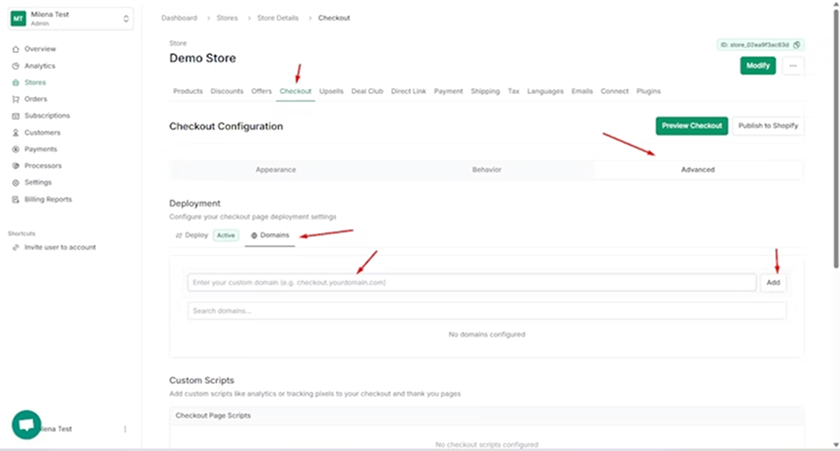 MT
Milena Test
Admin
Overview
Analytics
Stores
Orders
Subscriptions
Customers
Payments
Processors
Settings
Billing Reports
Shortcuts
Invite user to account
lena Test
Dashboard > Stores > Store Details > Checkout
Store
Demo Store
ID: store_02ea9f3ac63d
Modify
...
Products Discounts Offers Checkout Upsells Deal Club Direct Link Payment Shipping Tax Languages Emails Connect Plugins
Checkout Configuration
Preview Checkout Publish to Shopify
Appearance Behavior Advanced
Deployment
Configure your checkout page deployment settings
Deploy Active Domains
Enter your custom domain (e.g. checkout.yourdomain.com) Add
Search domains...
No domains configured
Custom Scripts
Add custom scripts like analytics or tracking pixels to your checkout and thank you pages
Checkout Page Scripts
No checkout scripts configured